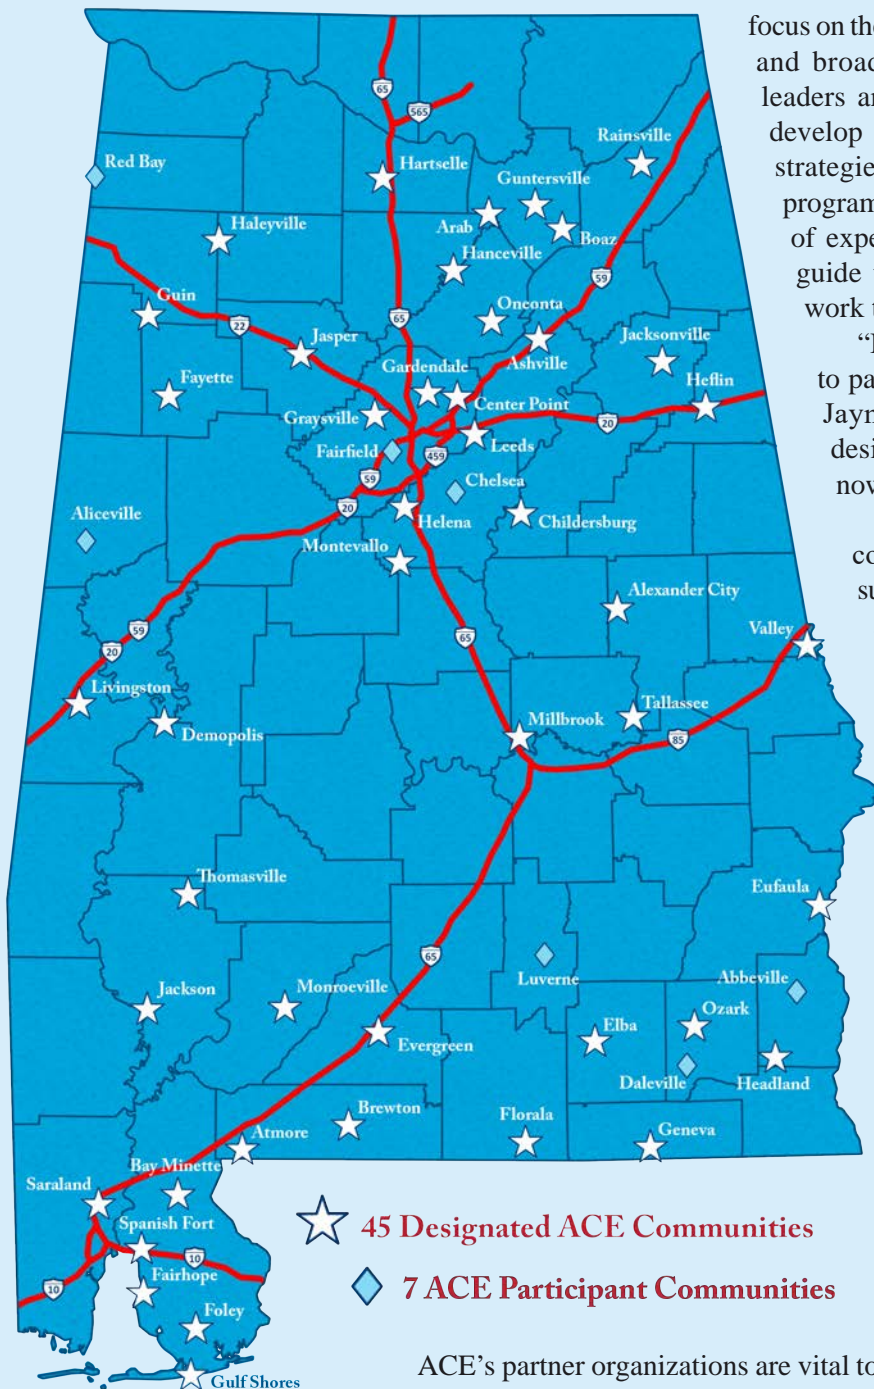 focus on the
and broad
leaders a
develop
strategie
program
of expe
guide
work t
“I
to pa
Jayn
desi
nov
co
su
65
565
Rainsville
Red Bay
Hartselle
Guntersville
Haleyville
Arab
Boaz
Hanceville
59
Guin
Oneonta
22
65
Jasper
Jacksonville
Gardendale
Ashville
Fayette
Heflin
Center Point
Graysville
20
Leeds
Fairfield
459
59
Chelsea
20
Aliceville
Helena
Childersburg
Montevallo
Alexander City
Valley
59
65
20
Livingston
Tallassee
Millbrook
Demopolis
85
Thomasville
Eufaula
65
Luverne
Abbeville
Jackson
Monroeville
Ozark
Elba
Evergreen
Daleville
Headland
Brewton
Florala
Atmore
Geneva
Bay Minette
Saraland
Spanish Fort
10
Fairhope
10
Foley
Gulf Shores
45 Designated ACE Communities
7 ACE Participant Communities
ACE’s partner organizations are vital to